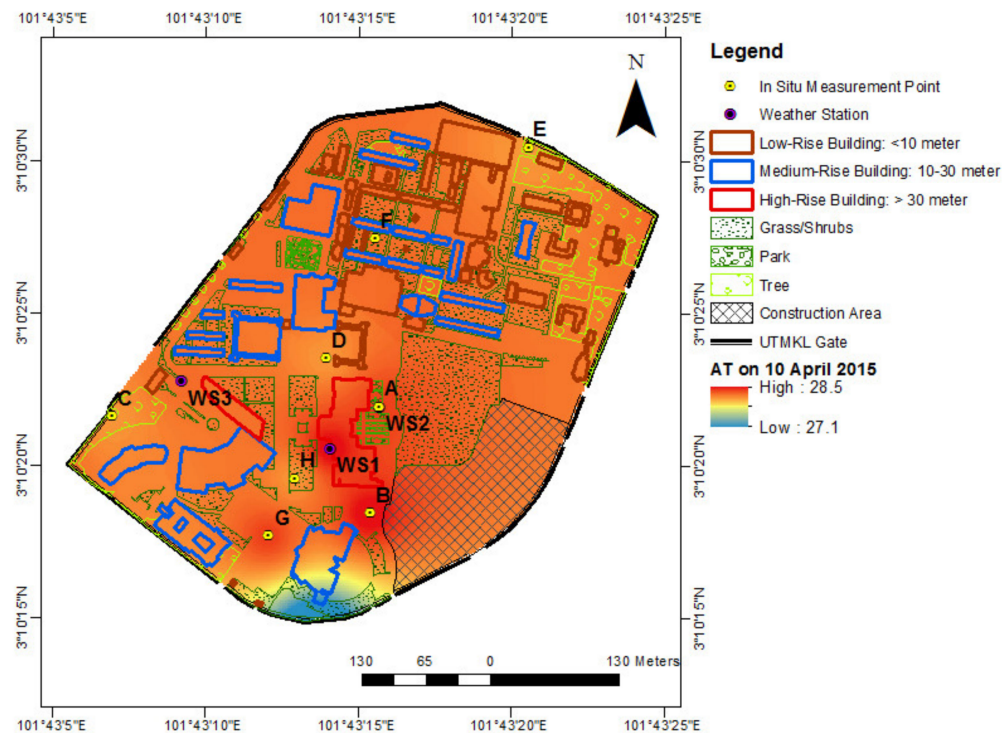 101°43'5"E 101°43'10"E 101°43'15"E 101°43'20"E 101°43'25"E
Legend
N
In Situ Measurement Point
Weather Station
E
Low-Rise Building: <10 meter
3°10'30"N
3°10'30"N
Medium-Rise Building: 10-30 meter
High-Rise Building: > 30 meter
F
Grass/Shrubs
Park
Tree
3°10'25"N
3°10'25"N
Construction Area
D
UTMKL Gate
AT on 10 April 2015
High : 28.5
Low : 27.1
C
WS3
A
WS2
H
WS1
3°10'20"N
3°10'20"N
B
G
3°10'15"N
3°10'15"N
130 65 0 130 Meters
101°43'5"E 101°43'10"E 101°43'15"E 101°43'20"E 101°43'25"E